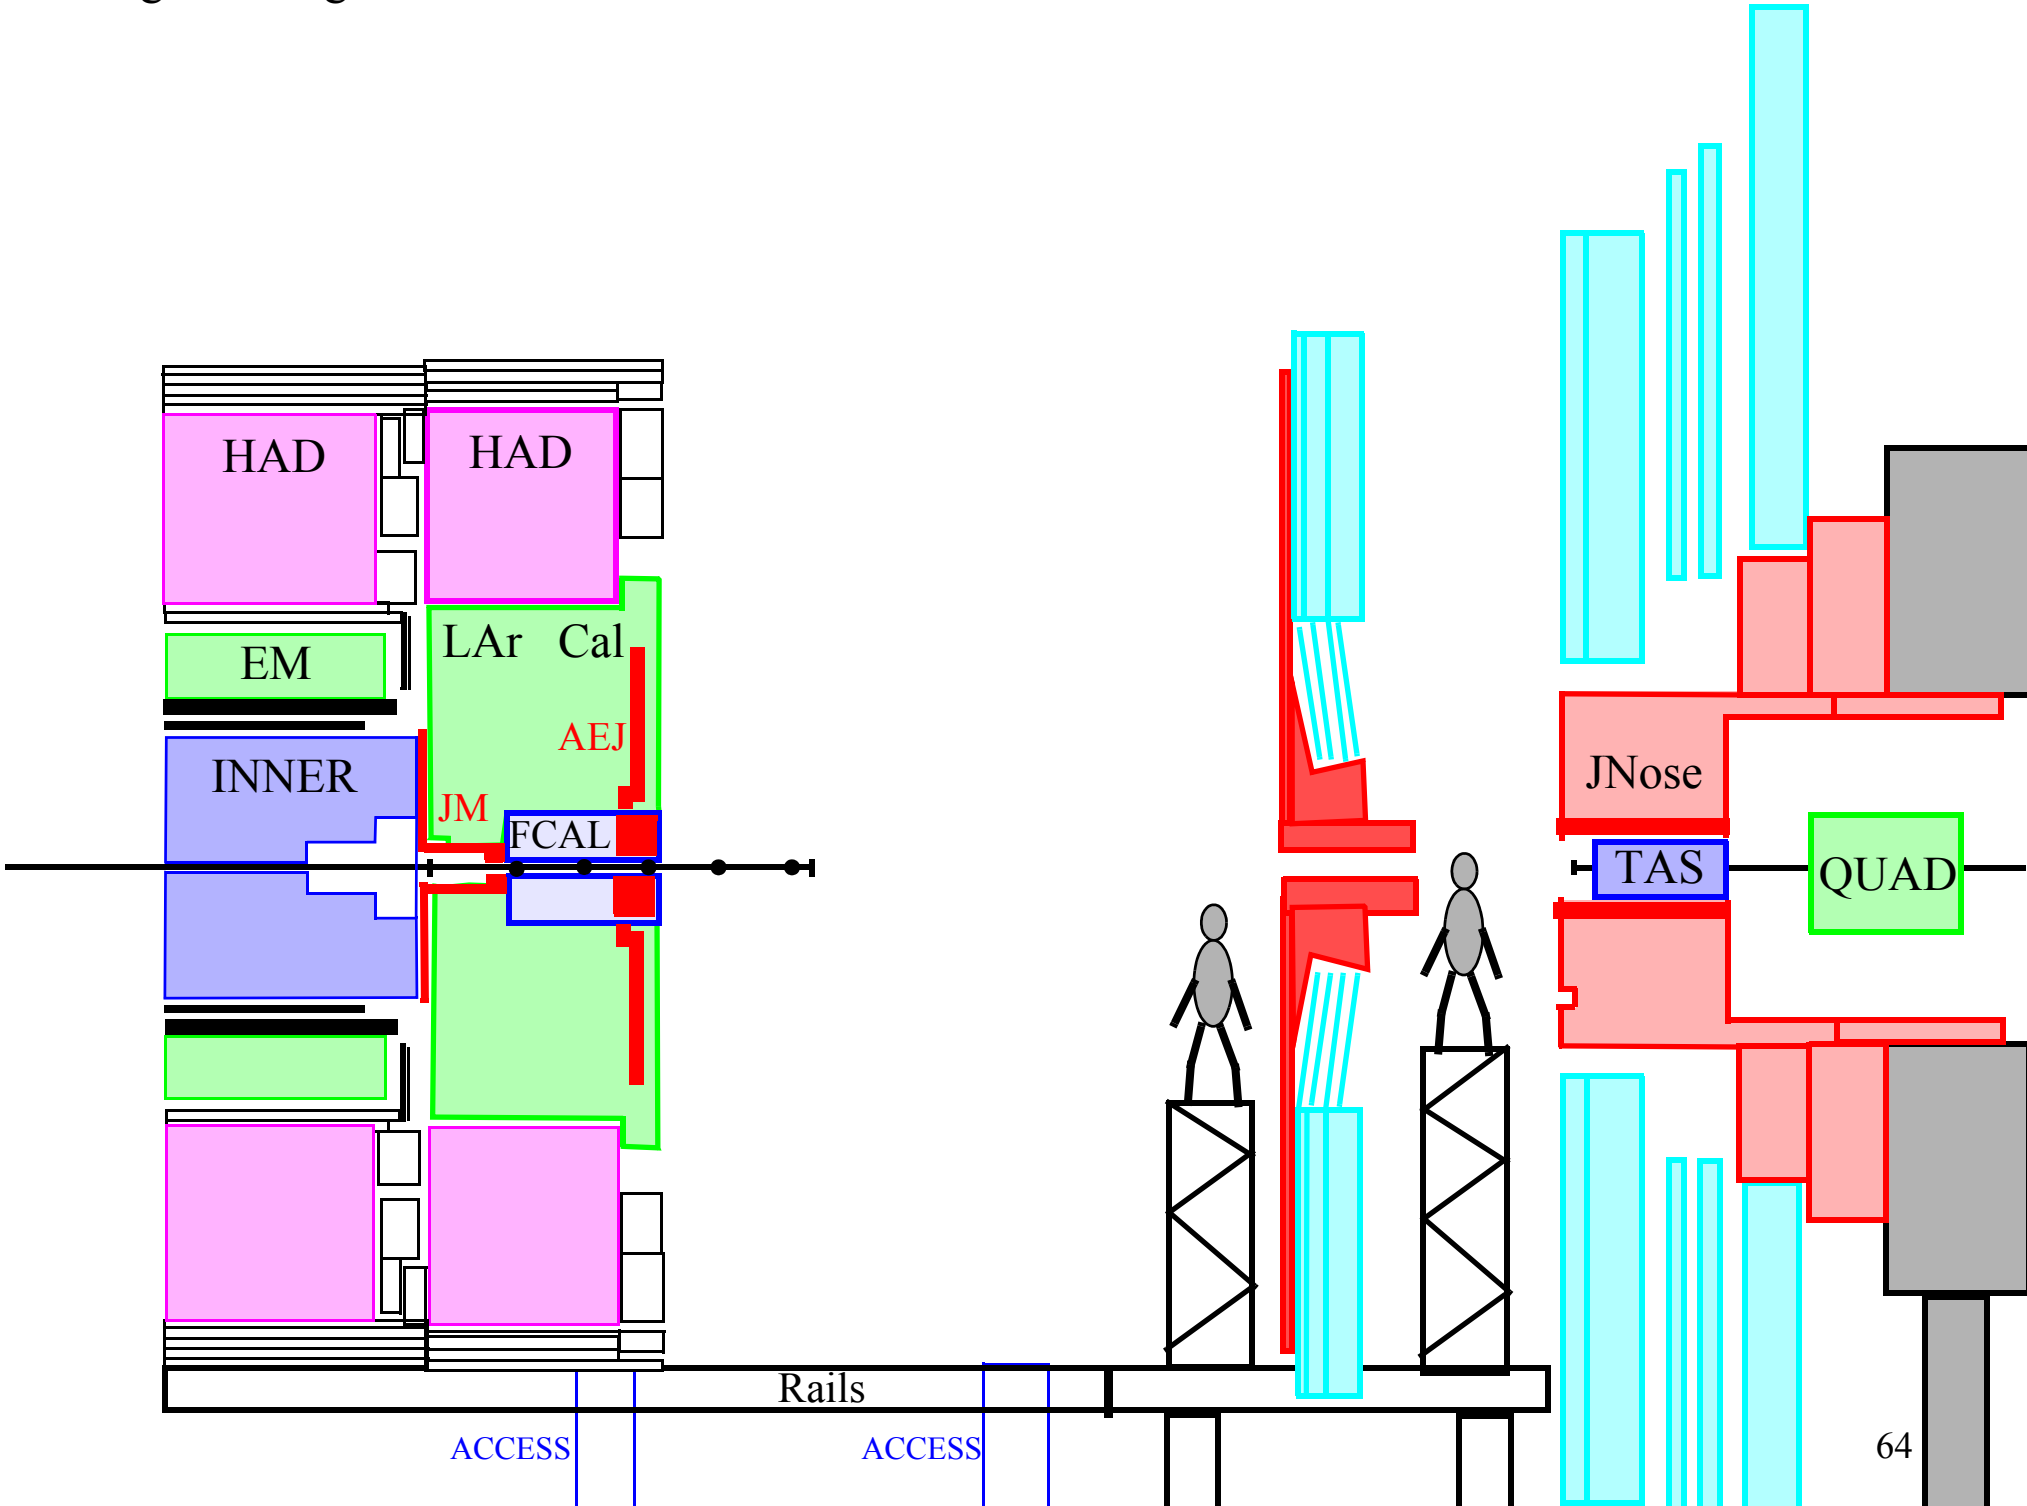 HAD HAD
LAr Cal
EM
AEJ
INNER
JM
JNose
FCAL
TAS
QUAD
Rails
ACCESS ACCESS
64